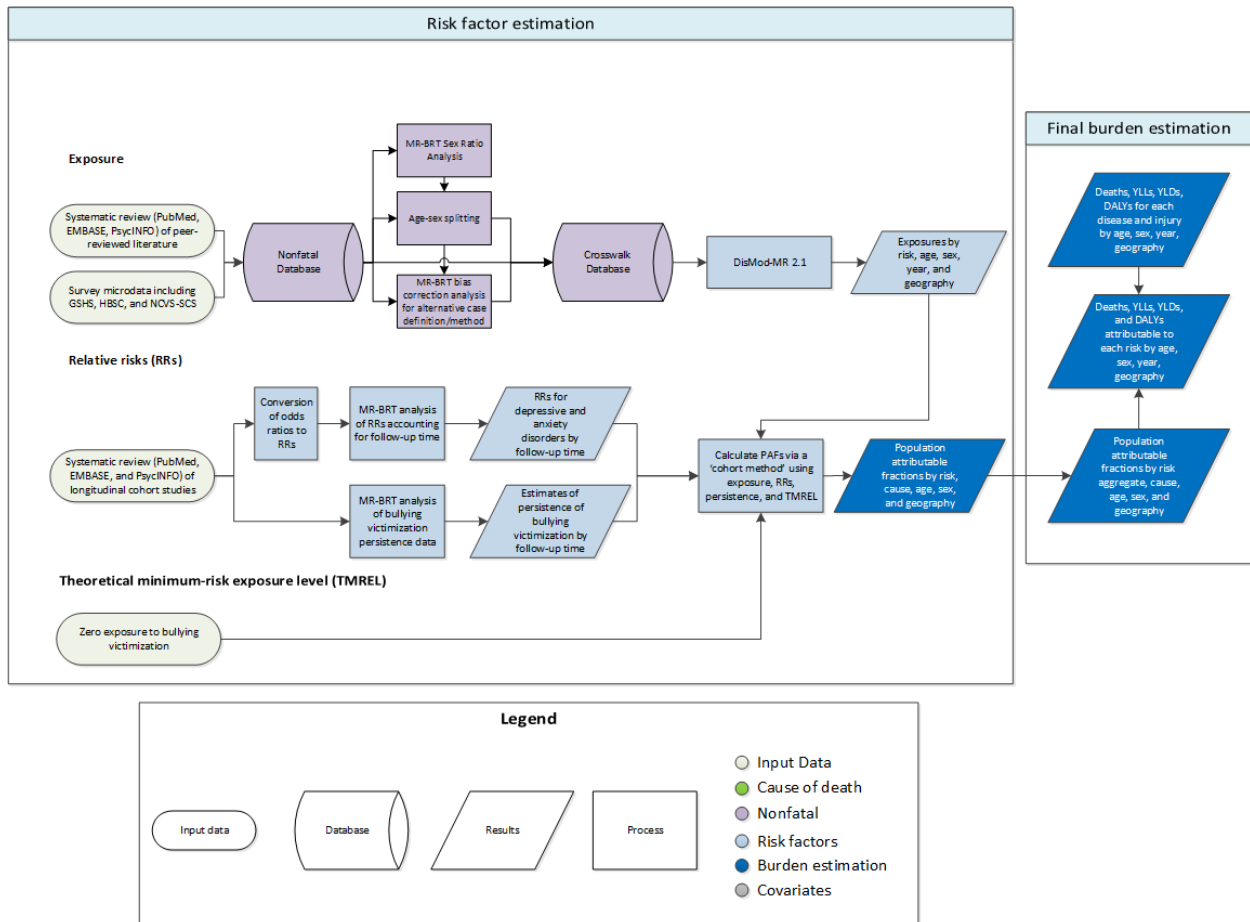 Risk factor estimation
Final burden estimation
Exposure
Systematic review (PubMed,
EMBASE, PsycINFO) of peer-
reviewed literature
Survey microdata including
GSHS, HBSC, and NCVS-SCS
Nonfatal
Database
MR-BRT Sex Ratio
Analysis
Age-sex splitting
MR-BRT bias
correction analysis
for alternative case
definition/method
Crosswalk
Database
DisMod-MR 2.1
Exposures by
risk, age, sex,
year, and
geography
Relative risks (RRs)
Systematic review (PubMed,
EMBASE, and PsycINFO) of
longitudinal cohort studies
Conversion
of odds
ratios to
RRs
MR-BRT analysis
of RRs accounting
for follow-up time
RRs for
depressive and
anxiety
disorders by
follow-up time
MR-BRT analysis
of bullying
victimization
persistence data
Estimates of
persistence of
bullying
victimization by
follow-up time
Calculate PAFs via a
'cohort method' using
exposure, RRs,
persistence, and TMREL
Population
attributable
fractions by risk,
cause, age, sex,
and geography
Theoretical minimum-risk exposure level (TMREL)
Zero exposure to bullying
victimization
Deaths, YLLs, YLDs,
DALYs for each
disease and injury
by age, sex, year,
geography
Deaths, YLLs, YLDs,
and DALYs
attributable to
each risk by age,
sex, year,
geography
Population
attributable
fractions by risk
aggregate, cause,
age, sex, and
geography
Legend
Input data
Database
Results
Process
Input Data
Cause of death
Nonfatal
Risk factors
Burden estimation
Covariates